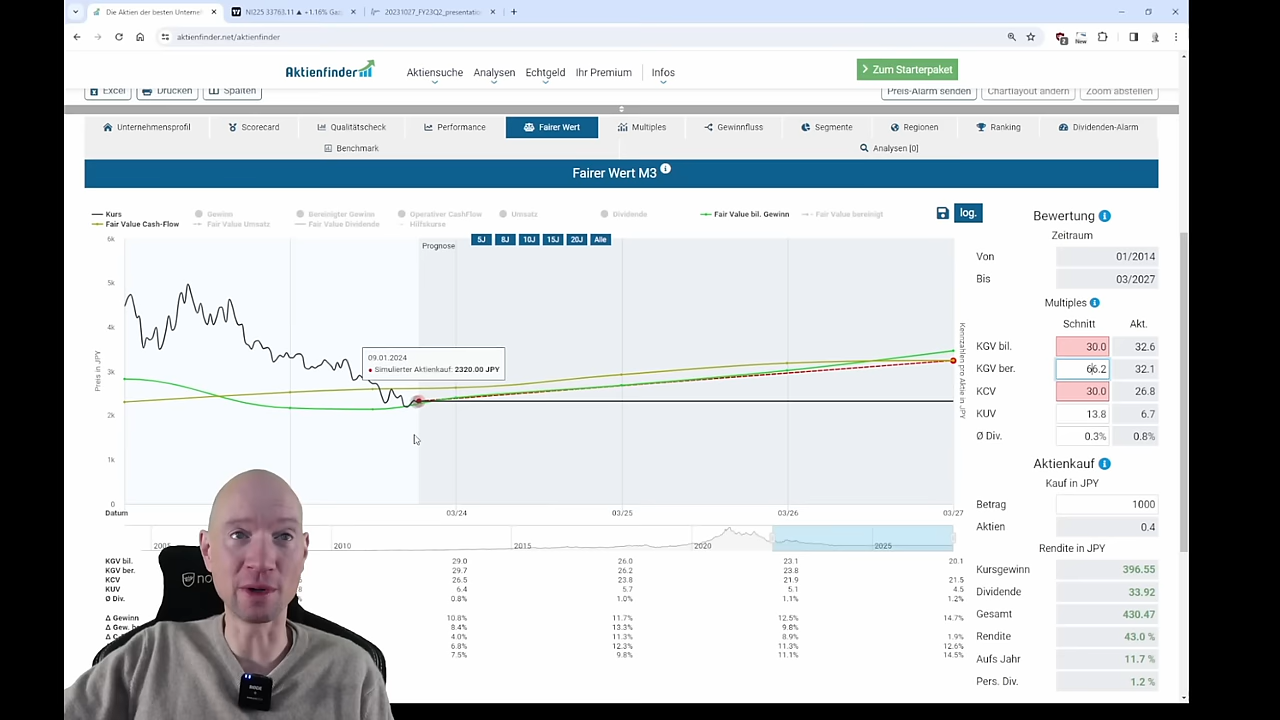 Die Aktien der besten Unterne
NI225 33763.11 ▲ +1.16% Gas
20231027_FY23Q2_presentatio
aktienfinder.net/aktienfinder
New
Aktienfinder
Aktiensuche
Analysen
Echtgeld
Ihr Premium
Infos
Zum Starterpaket
Excel
Drucken
Spalten
Preis-Alarm senden
Chartlayout ändern
Zoom abstellen
Unternehmensprofil
Scorecard
Qualitätscheck
Performance
Fairer Wert
Multiples
Gewinnfluss
Segmente
Regionen
Ranking
Dividenden-Alarm
Benchmark
Analysen [0]
Fairer Wert M3
Kurs
Gewinn
Bereinigter Gewinn
Operativer CashFlow
Umsatz
Dividende
Fair Value bil. Gewinn
Fair Value bereinigt
Fair Value Cash-Flow
Fair Value Umsatz
Fair Value Dividende
Hilfskurse
log.
5J 8J 10J 15J 20J Alle
Prognose
6k
5k
4k
3k
2k
1k
0
Preis in JPY
Kennzahlen pro Aktie in JPY
09.01.2024
Simulierter Aktienkauf: 2320.00 JPY
Datum 03/24 03/25 03/26 03/27
2005 2010 2015 2020 2025
KGV bil. 29.0 26.0 23.1 20.1
KGV ber. 29.7 26.2 23.8
KCV 26.5 23.8 21.9 21.5
KUV 6.4 5.7 5.1 4.5
Ø Div. 0.8% 1.0% 1.1% 1.2%
Δ Gewinn 10.8% 11.7% 12.5% 14.7%
Δ Gew. 8.4% 13.3% 9.8%
4.0% 11.3% 8.9% 1.9%
6.8% 12.3% 11.3% 12.6%
7.5% 9.8% 11.1% 14.5%
Bewertung
Zeitraum
Von 01/2014
Bis 03/2027
Multiples
Schnitt Akt.
KGV bil. 30.0 32.6
KGV ber. 66.2 32.1
KCV 30.0 26.8
KUV 13.8 6.7
Ø Div. 0.3% 0.8%
Aktienkauf
Kauf in JPY
Betrag 1000
Aktien 0.4
Rendite in JPY
Kursgewinn 396.55
Dividende 33.92
Gesamt 430.47
Rendite 43.0 %
Aufs Jahr 11.7 %
Pers. Div. 1.2 %